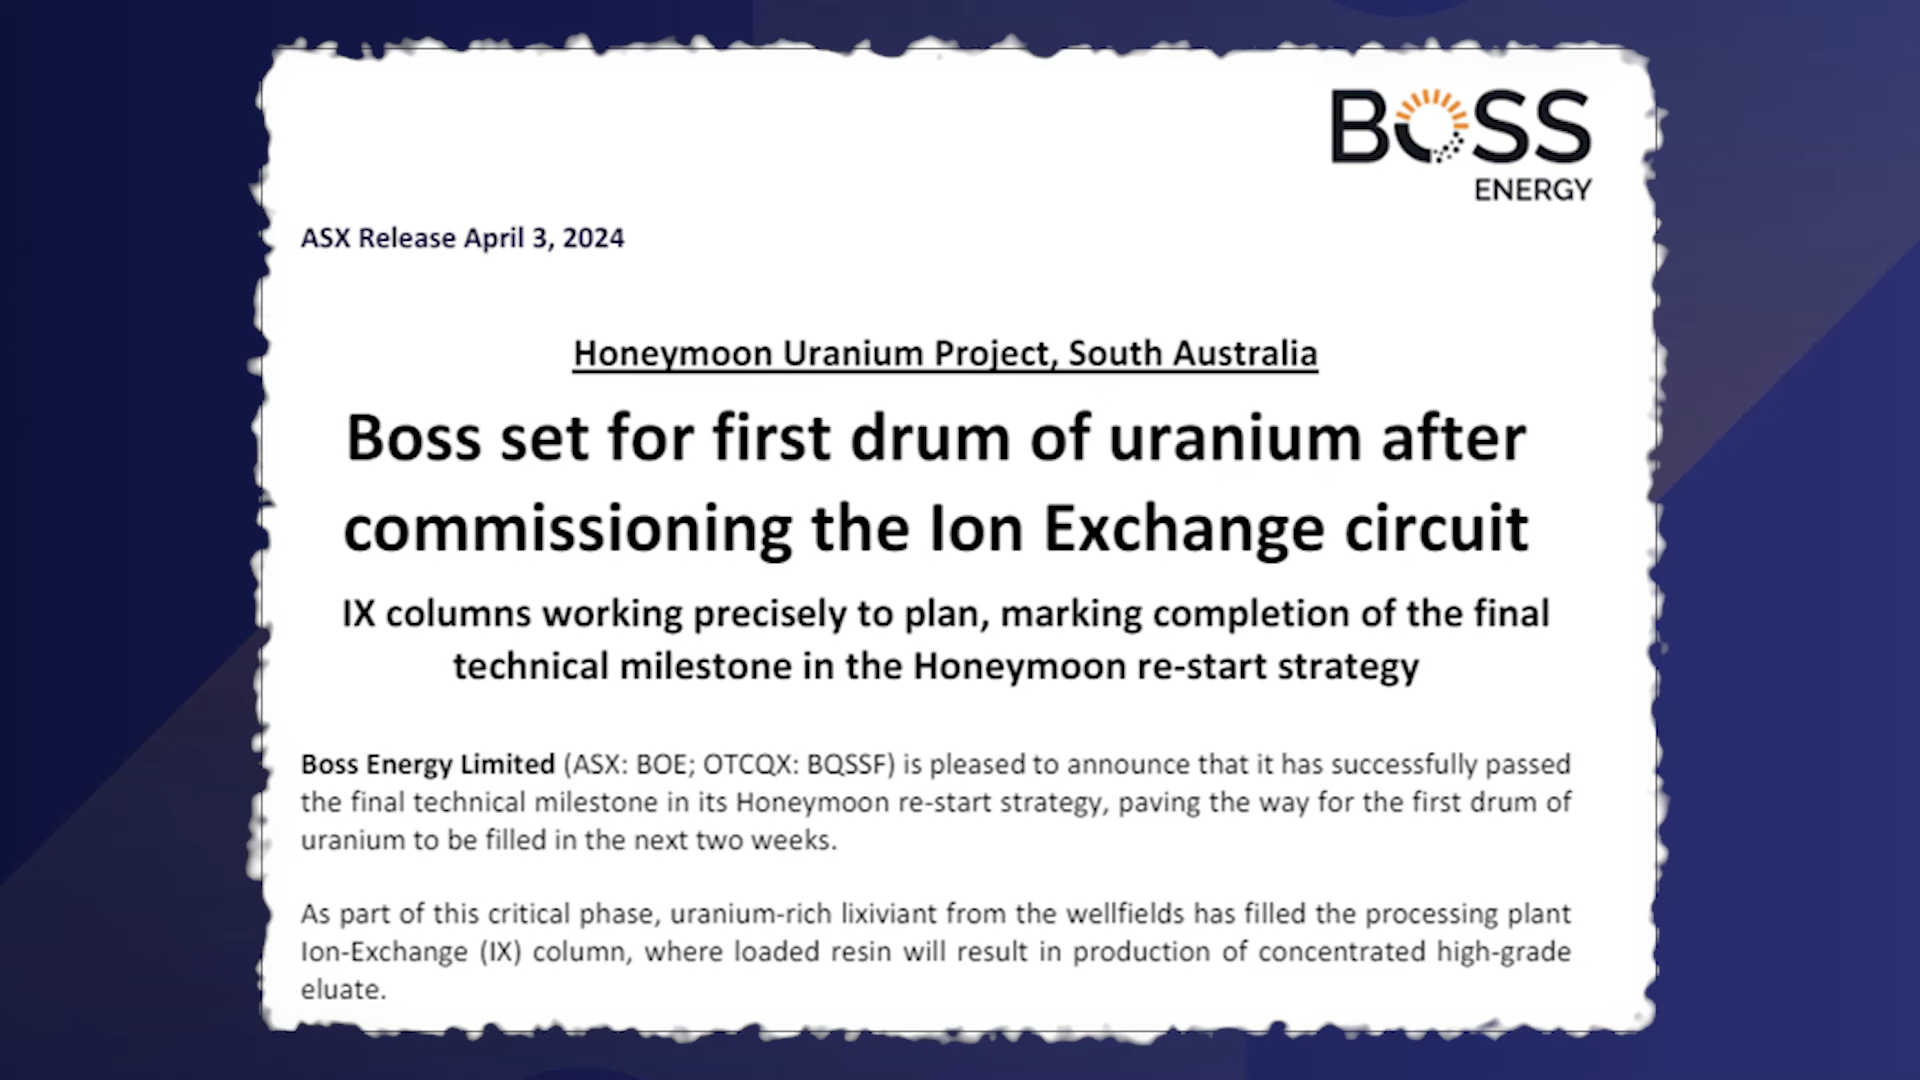 BOSS
ENERGY
ASX Release April 3, 2024
Honeymoon Uranium Project, South Australia
Boss set for first drum of uranium after
commissioning the Ion Exchange circuit
IX columns working precisely to plan, marking completion of the final
technical milestone in the Honeymoon re-start strategy
Boss Energy Limited (ASX: BOE; OTCQX: BQSSF) is pleased to announce that it has successfully passed
the final technical milestone in its Honeymoon re-start strategy, paving the way for the first drum of
uranium to be filled in the next two weeks.
As part of this critical phase, uranium-rich lixiviant from the wellfields has filled the processing plant
Ion-Exchange (IX) column, where loaded resin will result in production of concentrated high-grade
eluate.